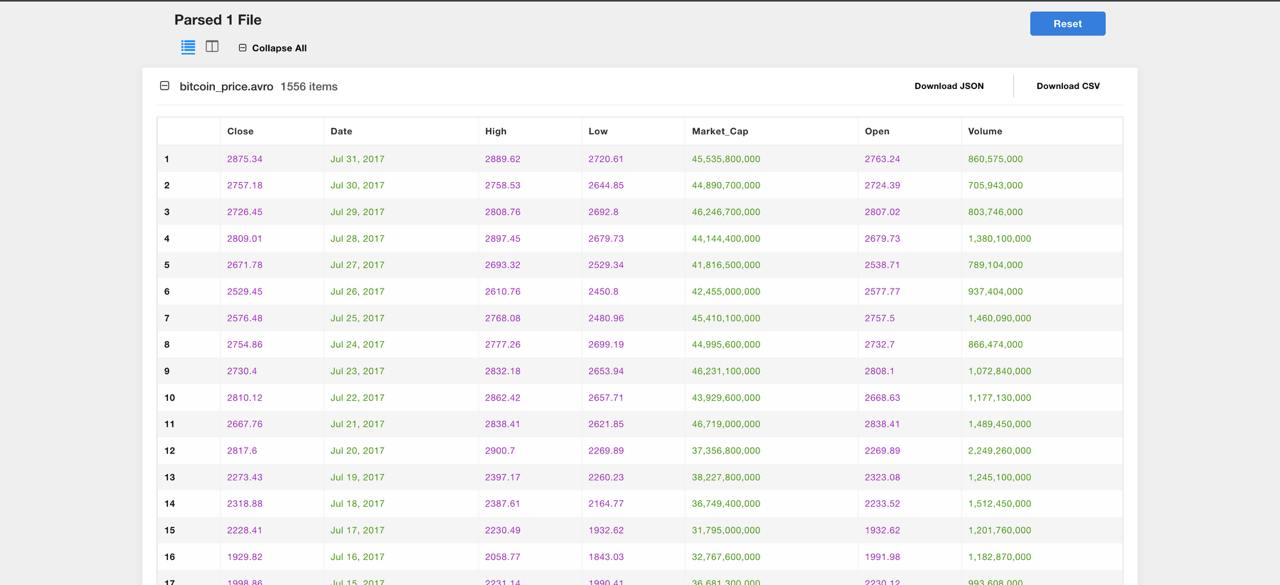 Parsed 1 File
Reset
Collapse All
bitcoin_price.avro 1556 items Download JSON Download CSV
Close Date High Low Market_Cap Open Volume
1 2875.34 Jul 31, 2017 2889.62 2720.61 45,535,800,000 2763.24 860,575,000
2 2757.18 Jul 30, 2017 2758.53 2644.85 44,890,700,000 2724.39 705,943,000
3 2726.45 Jul 29, 2017 2808.76 2692.8 46,246,700,000 2807.02 803,746,000
4 2809.01 Jul 28, 2017 2897.45 2679.73 44,144,400,000 2679.73 1,380,100,000
5 2671.78 Jul 27, 2017 2693.32 2529.34 41,816,500,000 2538.71 789,104,000
6 2529.45 Jul 26, 2017 2610.76 2450.8 42,455,000,000 2577.77 937,404,000
7 2576.48 Jul 25, 2017 2768.08 2480.96 45,410,100,000 2757.5 1,460,090,000
8 2754.86 Jul 24, 2017 2777.26 2699.19 44,995,600,000 2732.7 866,474,000
9 2730.4 Jul 23, 2017 2832.18 2653.94 46,231,100,000 2808.1 1,072,840,000
10 2810.12 Jul 22, 2017 2862.42 2657.71 43,929,600,000 2668.63 1,177,130,000
11 2667.76 Jul 21, 2017 2838.41 2621.85 46,719,000,000 2838.41 1,489,450,000
12 2817.6 Jul 20, 2017 2900.7 2269.89 37,356,800,000 2269.89 2,249,260,000
13 2273.43 Jul 19, 2017 2397.17 2260.23 38,227,800,000 2323.08 1,245,100,000
14 2318.88 Jul 18, 2017 2387.61 2164.77 36,749,400,000 2233.52 1,512,450,000
15 2228.41 Jul 17, 2017 2230.49 1932.62 31,795,000,000 1932.62 1,201,760,000
16 1929.82 Jul 16, 2017 2058.77 1843.03 32,767,600,000 1991.98 1,182,870,000
17 1998.86 Jul 15, 2017 2231.14 1990.41 36,681,300,000 2230.12 993,608,000